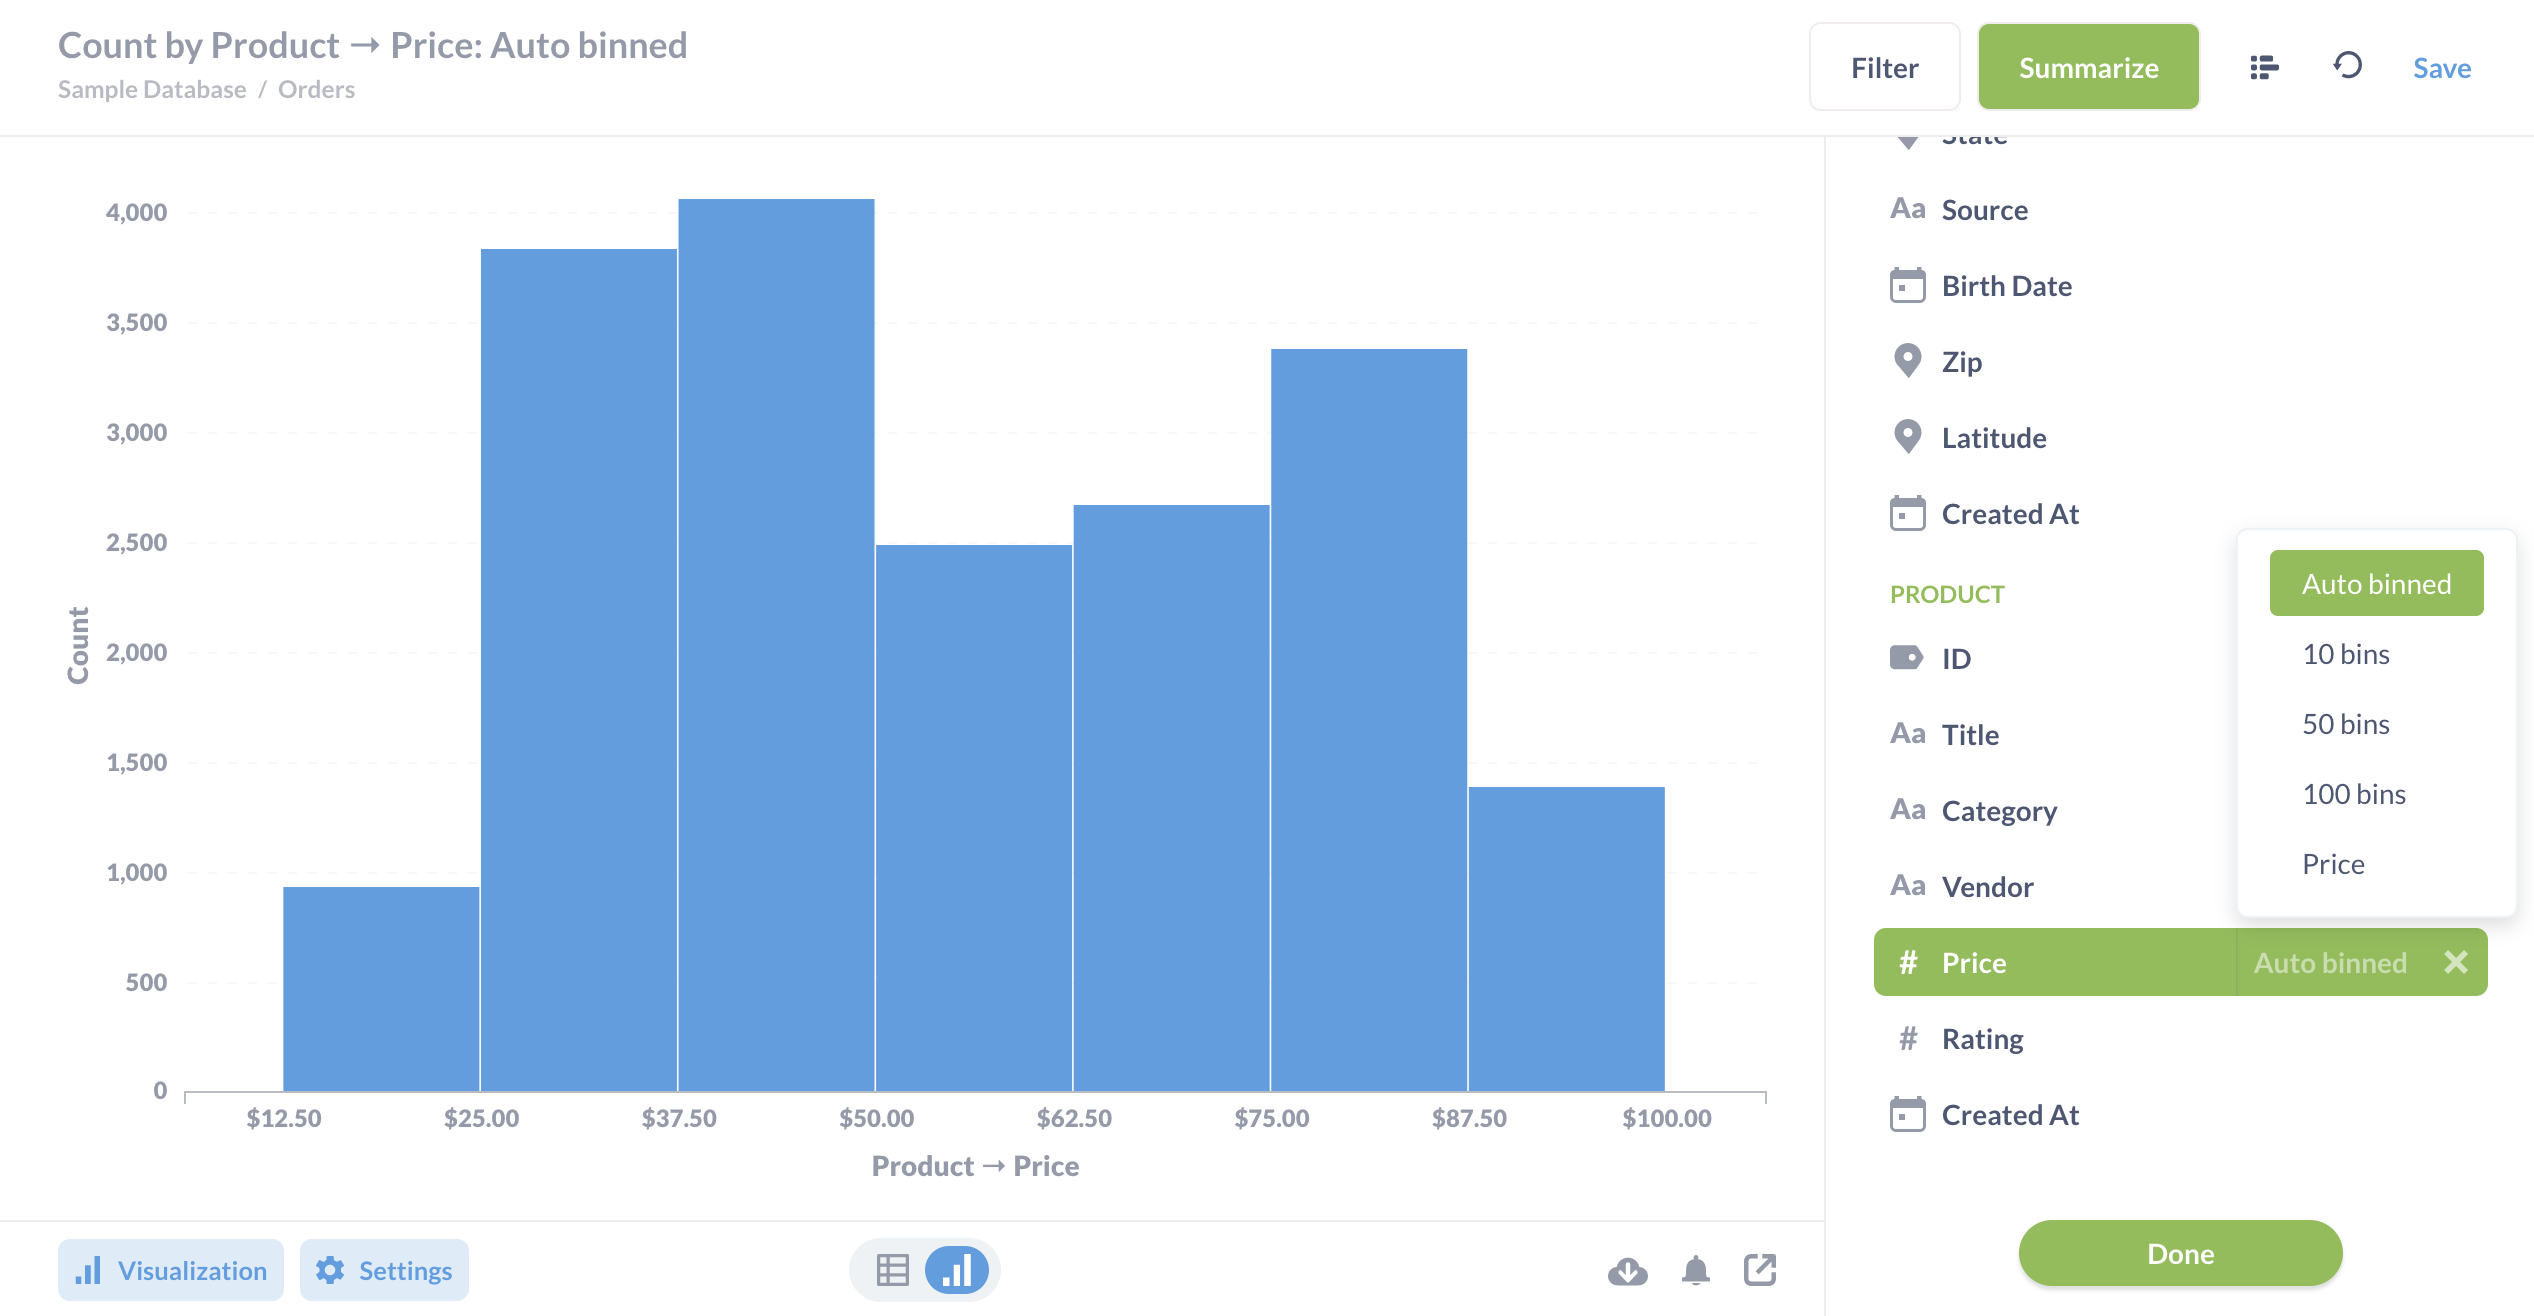 Count by Product → Price: Auto binned
Sample Database / Orders
Filter
Summarize
Save
4,000
3,500
3,000
2,500
2,000
1,500
1,000
500
0
Count
$12.50
$25.00
$37.50
$50.00
$62.50
$75.00
$87.50
$100.00
Product → Price
State
Aa Source
Birth Date
Zip
Latitude
Created At
PRODUCT
ID
Aa Title
Aa Category
Aa Vendor
# Price
Auto binned
# Rating
Created At
Auto binned
10 bins
50 bins
100 bins
Price
Done
Visualization
Settings